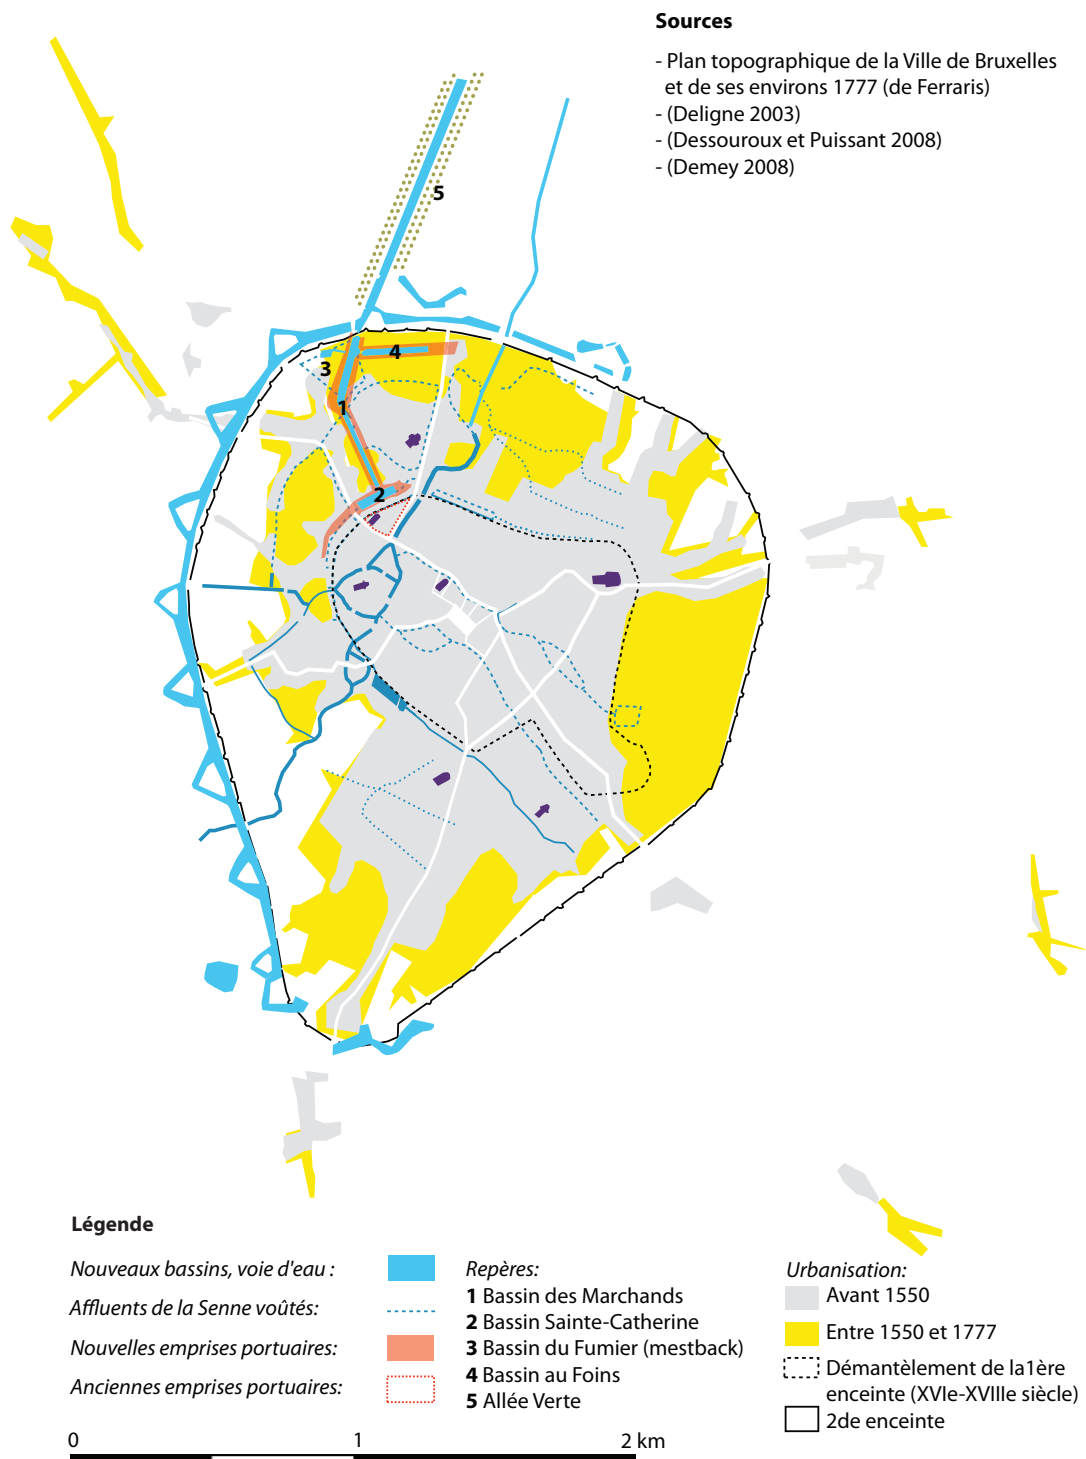 Sources
- Plan topographique de la Ville de Bruxelles
et de ses environs 1777 (de Ferraris)
- (Deligne 2003)
- (Dessouroux et Puissant 2008)
- (Demey 2008)
5
4
3
1
2
Légende
Nouveaux bassins, voie d'eau :
Affluents de la Senne voûtés:
Nouvelles emprises portuaires:
Anciennes emprises portuaires:
Repères:
1 Bassin des Marchands
2 Bassin Sainte-Catherine
3 Bassin du Fumier (mestback)
4 Bassin au Foins
5 Allée Verte
Urbanisation:
Avant 1550
Entre 1550 et 1777
Démantèlement de la1ère
enceinte (XVIe-XVIIIe siècle)
2de enceinte
0 1 2 km